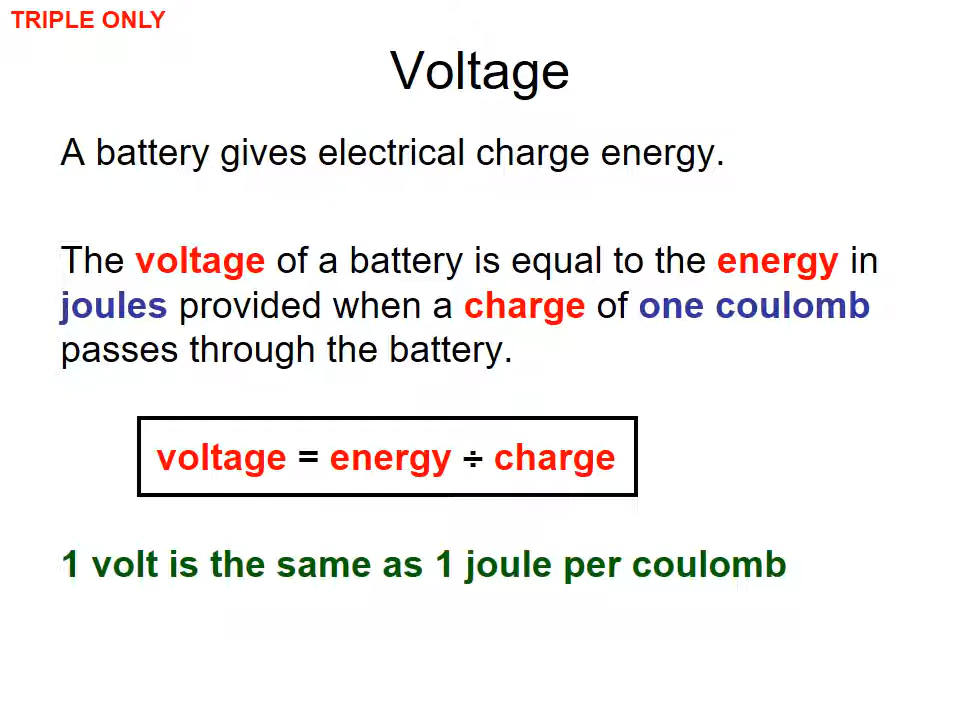 TRIPLE ONLY
Voltage
A battery gives electrical charge energy.
The voltage of a battery is equal to the energy in
joules provided when a charge of one coulomb
passes through the battery.
voltage = energy ÷ charge
1 volt is the same as 1 joule per coulomb